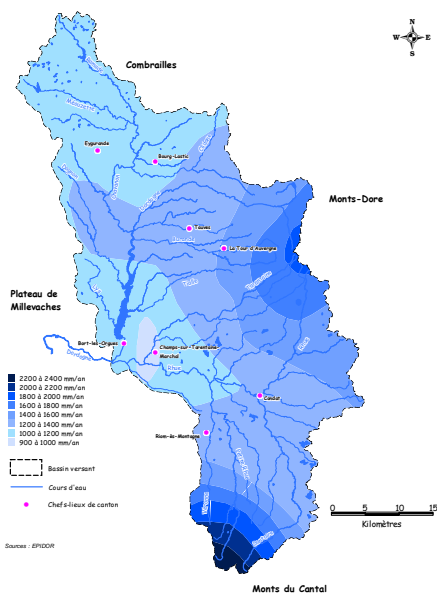 N
W E
S
Combrailles
Eygurande
Bourg-Lastic
Monts-Dore
Tauves
La Tour d'Auvergne
Plateau de
Millevaches
Bort-les-Orgues
Champs-sur-Tarentaine-
Marchal
Dordogne
Rhue
Condat
Riom-ès-Montagne
2200 à 2400 mm/an
2000 à 2200 mm/an
1800 à 2000 mm/an
1600 à 1800 mm/an
1400 à 1600 mm/an
1200 à 1400 mm/an
1000 à 1200 mm/an
900 à 1000 mm/an
Bassin versant
Cours d'eau
Chefs-lieux de canton
0 5 10 15
Kilomètres
Sources : EPIDOR
Monts du Cantal